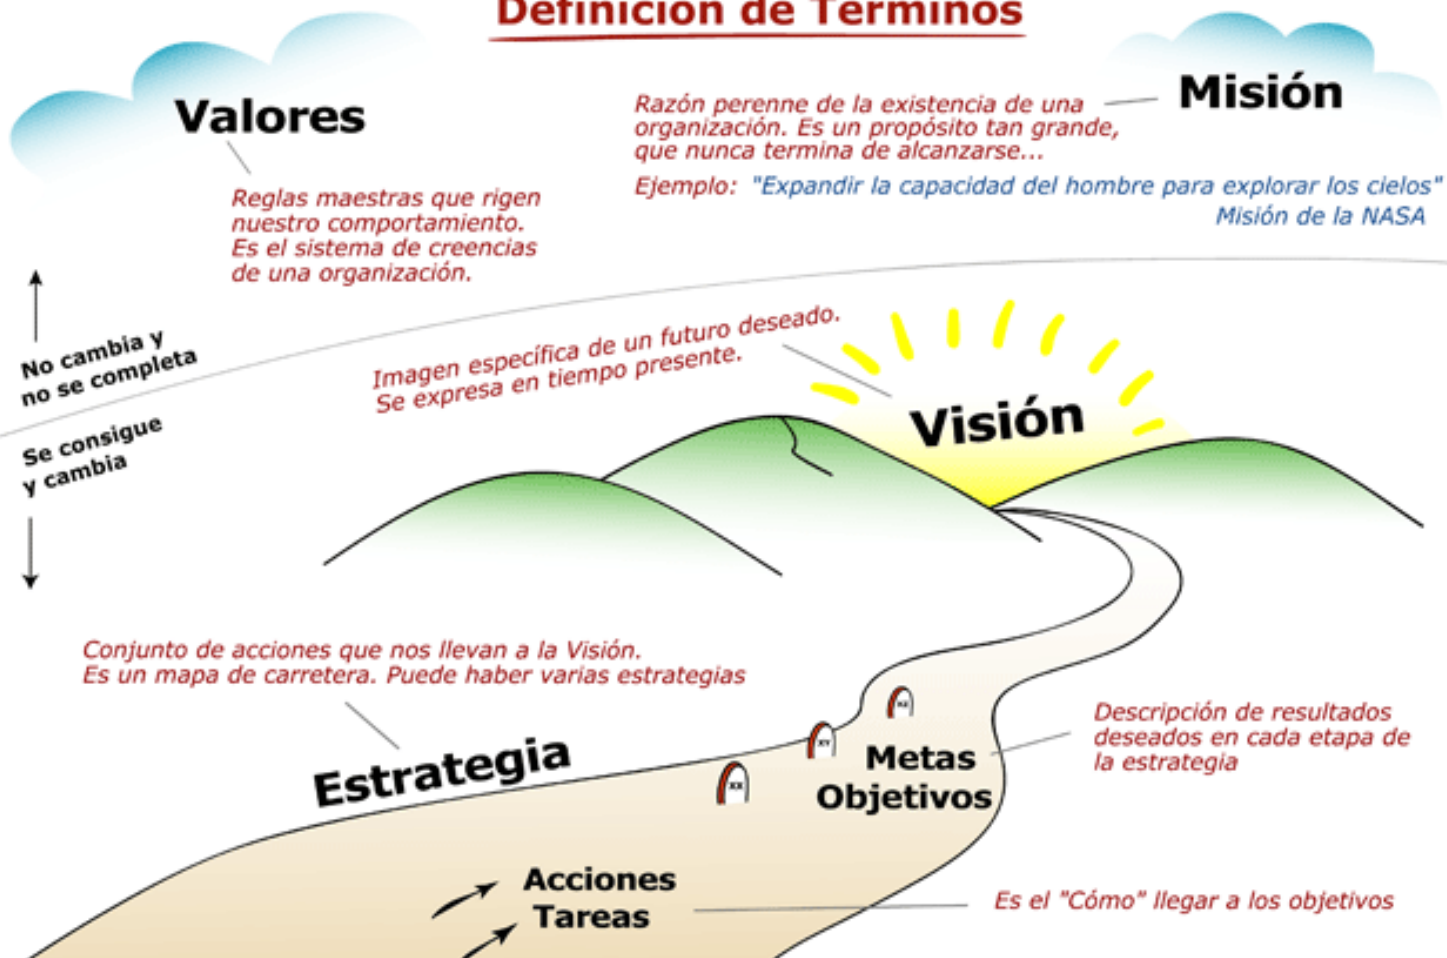 Definición de Términos
Valores
Misión
Razón perenne de la existencia de una
organización. Es un propósito tan grande,
que nunca termina de alcanzarse...
Ejemplo: "Expandir la capacidad del hombre para explorar los cielos"
Misión de la NASA
Reglas maestras que rigen
nuestro comportamiento.
Es el sistema de creencias
de una organización.
No cambia y
no se completa
Se consigue
y cambia
Imagen específica de un futuro deseado.
Se expresa en tiempo presente.
Visión
Conjunto de acciones que nos llevan a la Visión.
Es un mapa de carretera. Puede haber varias estrategias
Estrategia
XX
XY
Metas
Objetivos
Descripción de resultados
deseados en cada etapa de
la estrategia
Acciones
Tareas
Es el "Cómo" llegar a los objetivos